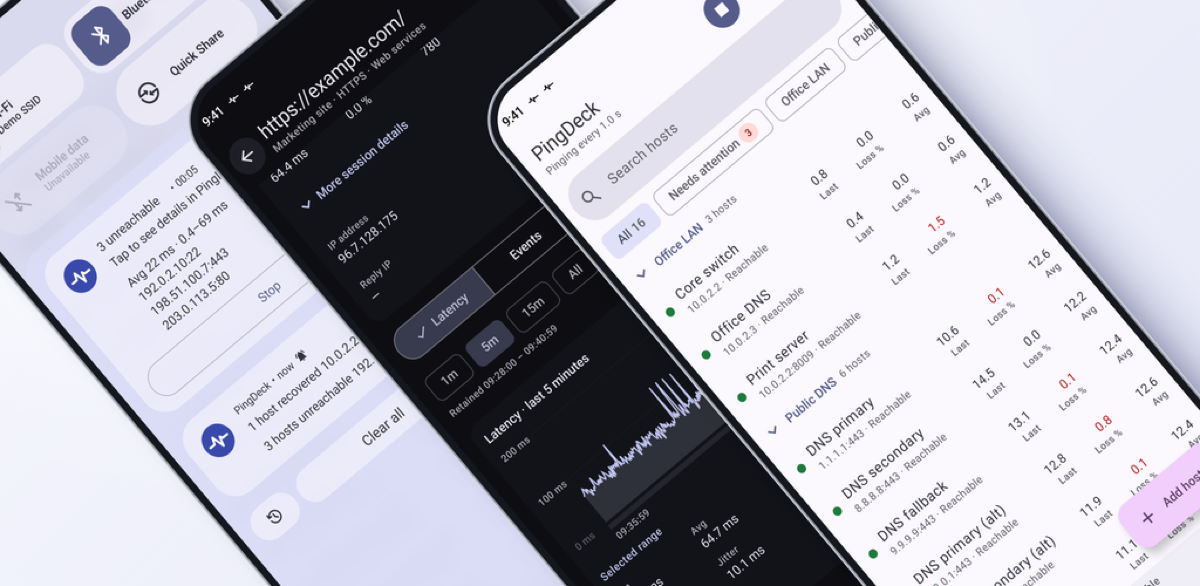 Quick Share
Demo SSID
Mobile data
Unavailable
3 unreachable · 00:05
Tap to see details in
Avg 22 ms · 0.4–69 ms
192.0.2.10:22
198.51.100.7:443
203.0.113.5:80
Stop
PingDeck · now
1 host recovered 10.0.2.2
3 hosts unreachable 192.
Clear all
9:41
https://example.com/
Marketing site · HTTPS · Web services
64.4 ms
0.0 %
780
More session details
IP address
96.7.128.175
Reply IP
–
Latency
Events
1m
5m
15m
All
Retained 09:28:00 – 09:40:59
Latency · last 5 minutes
200 ms
100 ms
0 ms
09:35:59
Selected range
Avg
64.7 ms
Jitter
10.1 ms
9:41
PingDeck
Pinging every 1.0 s
Search hosts
All 16
Needs attention 3
Office LAN
Office LAN 3 hosts
Core switch
10.0.2.2 · Reachable
0.8 Last
0.0 Loss %
0.6 Avg
Office DNS
10.0.2.3 · Reachable
0.4 Last
0.0 Loss %
0.6 Avg
Print server
10.0.2.2:8009 · Reachable
1.2 Last
1.5 Loss %
1.2 Avg
Public DNS 6 hosts
DNS primary
1.1.1.1:443 · Reachable
10.6 Last
0.1 Loss %
12.6 Avg
DNS secondary
8.8.8.8:443 · Reachable
14.5 Last
0.0 Loss %
12.2 Avg
DNS fallback
9.9.9.9:443 · Reachable
13.1 Last
0.1 Loss %
12.4 Avg
DNS primary (alt)
0.0.1:443 · Reachable
12.8 Last
0.8 Loss %
12.6 Avg
ondary (alt)
Reachable
11.9 Last
0.1 Loss %
12.4
11.1
Add host